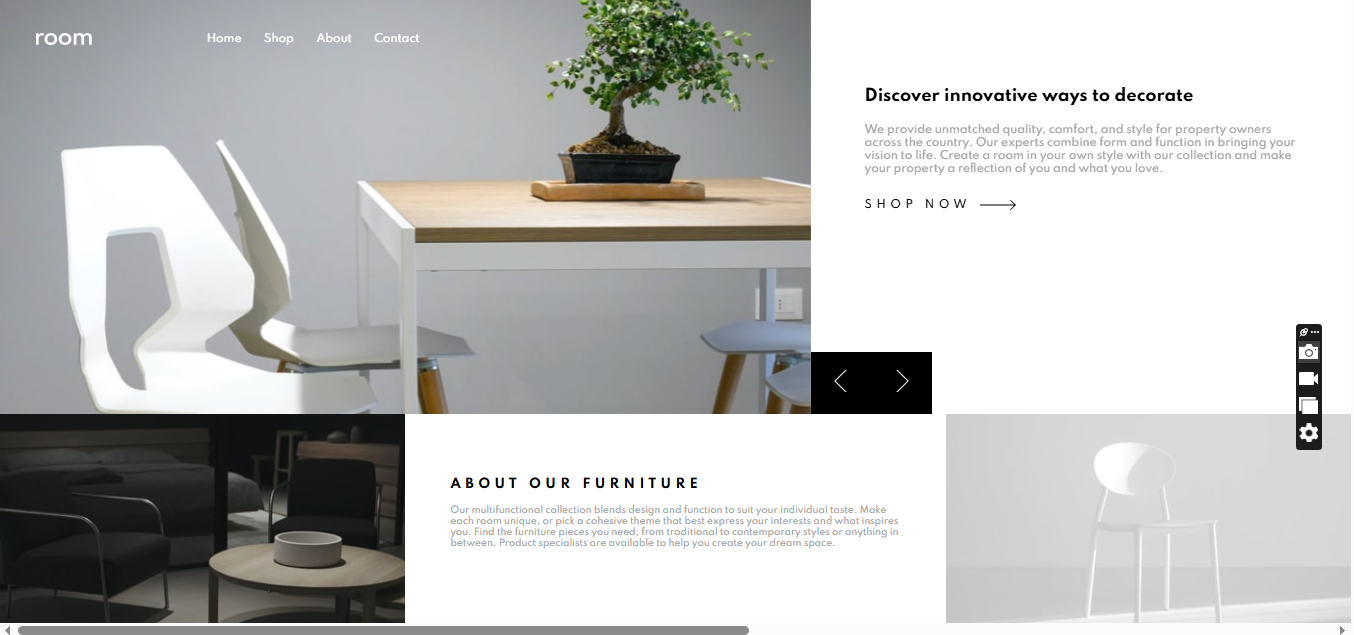 room
Home Shop About Contact
Discover innovative ways to decorate
We provide unmatched quality, comfort, and style for property owners
across the country. Our experts combine form and function in bringing your
vision to life. Create a room in your own style with our collection and make
your property a reflection of you and what you love.
SHOP NOW
ABOUT OUR FURNITURE
Our multifunctional collection blends design and function to suit your individual taste. Make
each room unique, or pick a cohesive theme that best express your interests and what inspires
you. Find the furniture pieces you need, from traditional to contemporary styles or anything in
between. Product specialists are available to help you create your dream space.